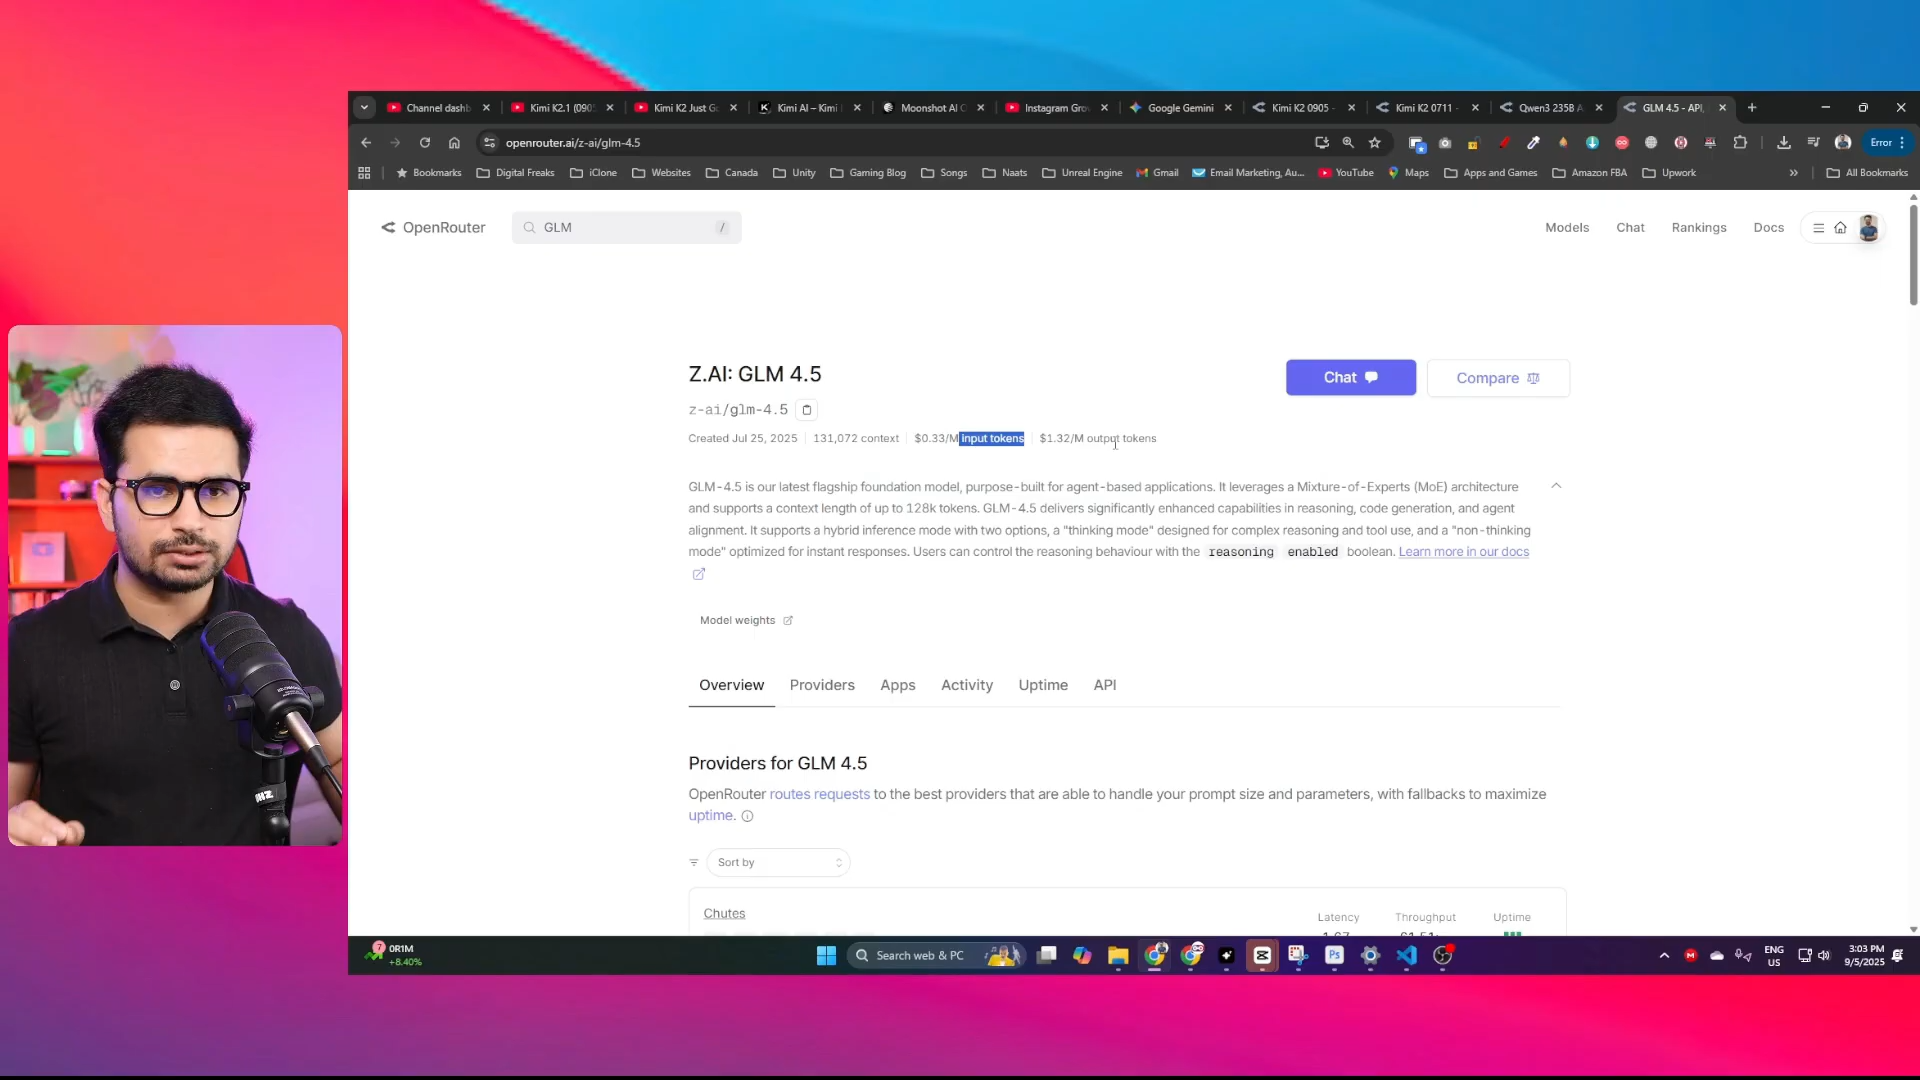 Channel dashb
Kimi K2.1 (090
Kimi K2 Just G
Kimi AI – Kimi
Moonshot AI
Instagram Gro
Google Gemini
Kimi K2 0905 -
Kimi K2 0711 -
Qwen3 235B A
GLM 4.5 - API,
openrouter.ai/z-ai/glm-4.5
Error
Bookmarks
Digital Freaks
iClone
Websites
Canada
Unity
Gaming Blog
Songs
Naats
Unreal Engine
Gmail
Email Marketing, Au...
YouTube
Maps
Apps and Games
Amazon FBA
Upwork
»
All Bookmarks
OpenRouter
GLM
/
Models
Chat
Rankings
Docs
Z.AI: GLM 4.5
Chat
Compare
z-ai/glm-4.5
Created Jul 25, 2025
131,072 context
$0.33/M input tokens
$1.32/M output tokens
GLM-4.5 is our latest flagship foundation model, purpose-built for agent-based applications. It leverages a Mixture-of-Experts (MoE) architecture
and supports a context length of up to 128k tokens. GLM-4.5 delivers significantly enhanced capabilities in reasoning, code generation, and agent
alignment. It supports a hybrid inference mode with two options, a "thinking mode" designed for complex reasoning and tool use, and a "non-thinking
mode" optimized for instant responses. Users can control the reasoning behaviour with the reasoning enabled boolean. Learn more in our docs
Model weights
Overview
Providers
Apps
Activity
Uptime
API
Providers for GLM 4.5
OpenRouter routes requests to the best providers that are able to handle your prompt size and parameters, with fallbacks to maximize
uptime.
Sort by
Chutes
Latency
Throughput
Uptime
7
0R1M
+8.40%
Search web & PC
Ps
ENG
US
3:03 PM
9/5/2025